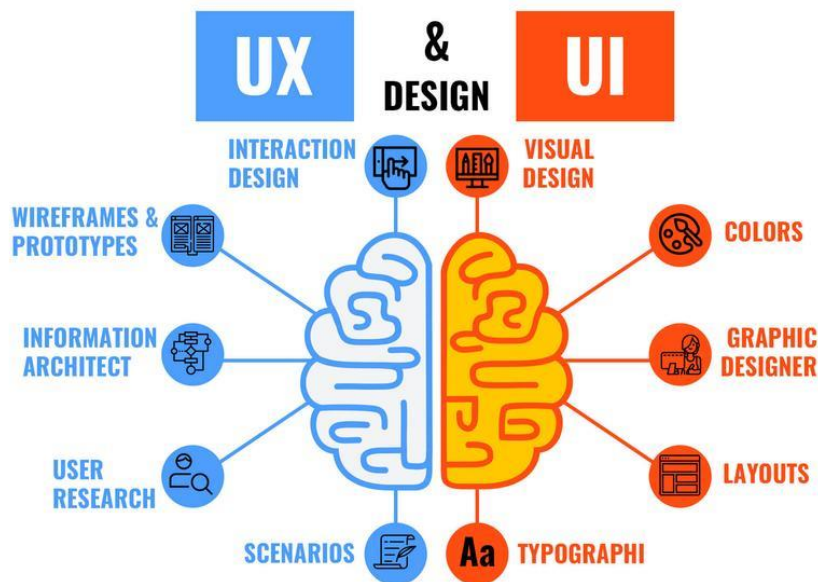 UX
&
DESIGN
UI
INTERACTION
DESIGN
VISUAL
DESIGN
WIREFRAMES &
PROTOTYPES
COLORS
INFORMATION
ARCHITECT
GRAPHIC
DESIGNER
USER
RESEARCH
LAYOUTS
SCENARIOS
Aa
TYPOGRAPHI